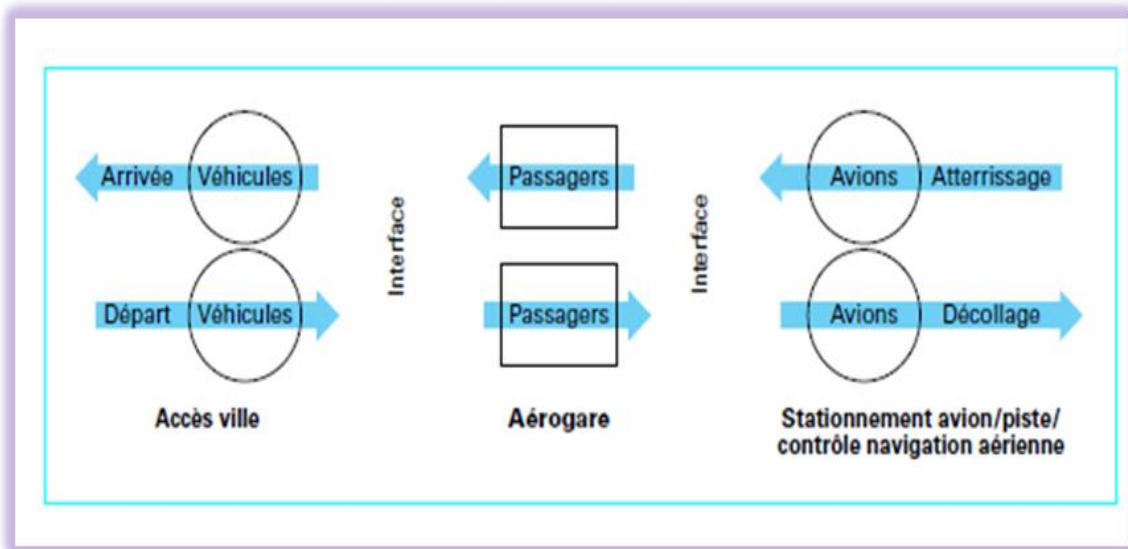 Arrivée Véhicules Passagers Avions Atterrissage
Interface
Interface
Départ Véhicules Passagers Avions Décollage
Accès ville
Aérogare
Stationnement avion/piste/
contrôle navigation aérienne